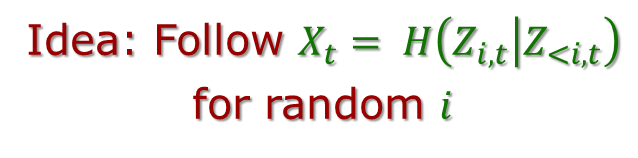 Idea: Follow X_t = H(Z_{i,t}|Z_{<i,t})
for random i